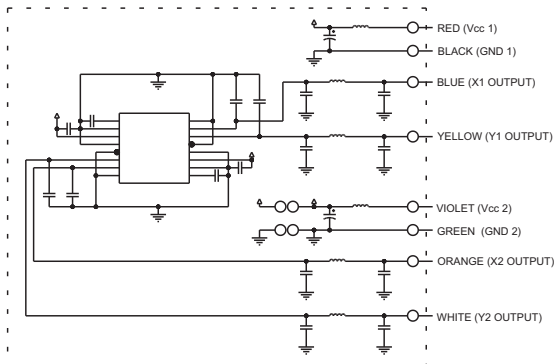 RED (Vcc 1)
BLACK (GND 1)
BLUE (X1 OUTPUT)
YELLOW (Y1 OUTPUT)
VIOLET (Vcc 2)
GREEN (GND 2)
ORANGE (X2 OUTPUT)
WHITE (Y2 OUTPUT)